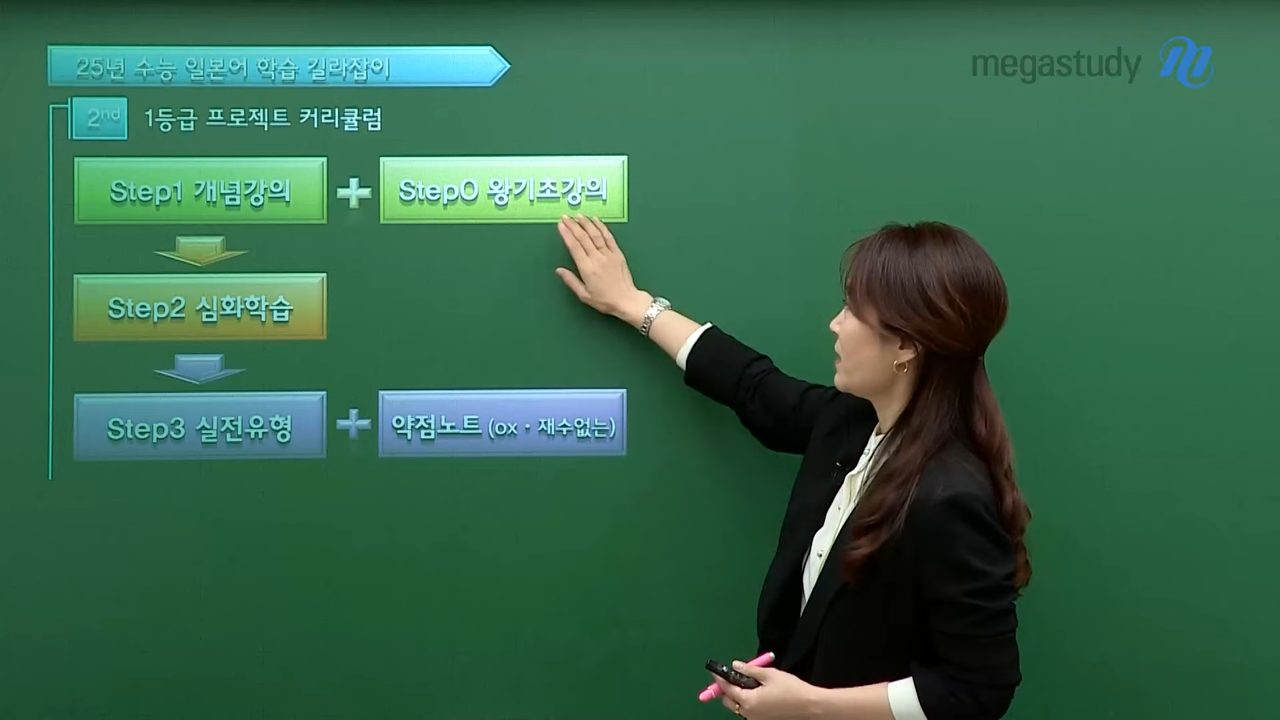 25년 수능 일본어 학습 길라잡이
megastudy
2nd 1등급 프로젝트 커리큘럼
Step1 개념강의 + Step0 왕기초강의
Step2 심화학습
Step3 실전유형 + 약점노트 (ox · 재수없는)